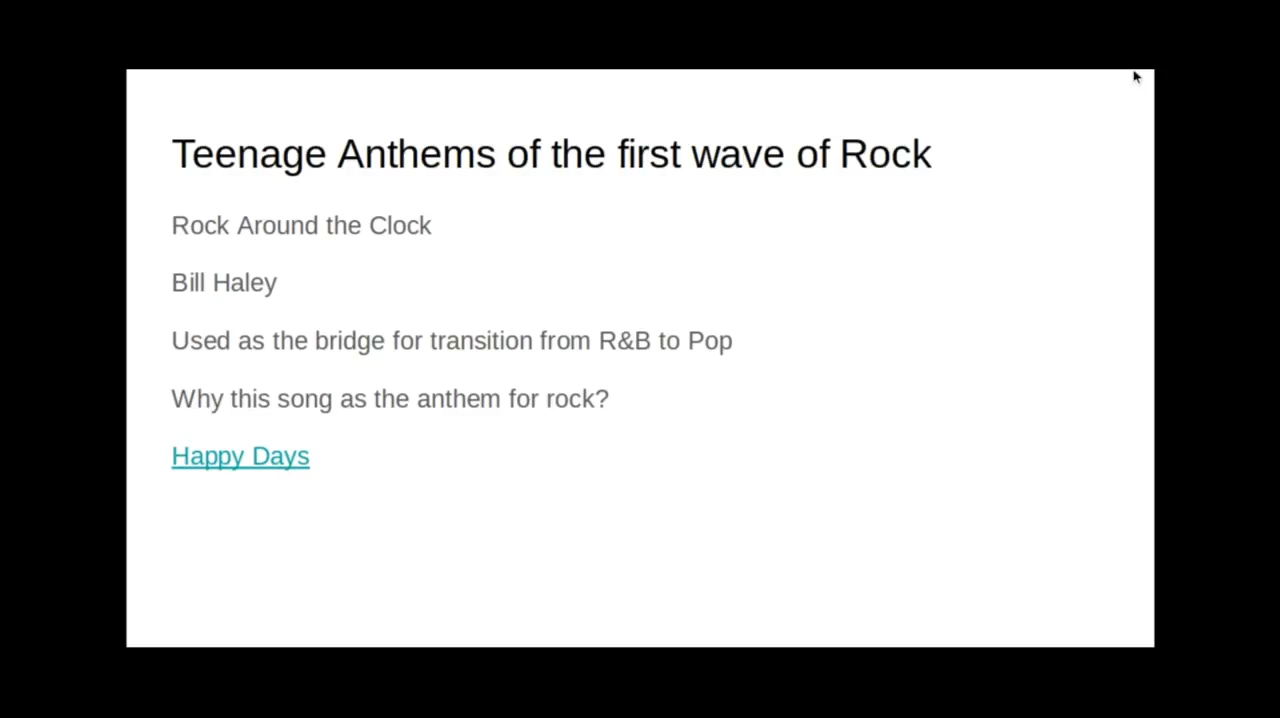 Teenage Anthems of the first wave of Rock
Rock Around the Clock
Bill Haley
Used as the bridge for transition from R&B to Pop
Why this song as the anthem for rock?
Happy Days